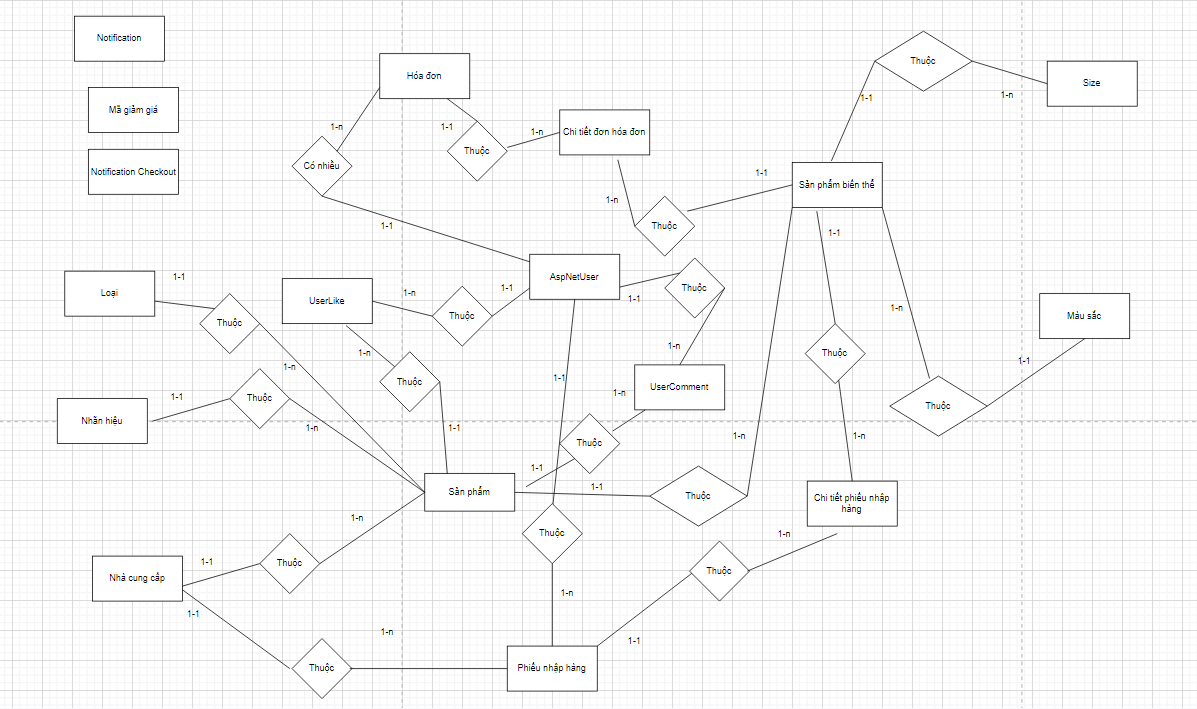 Notification
Mã giảm giá
Notification Checkout
Hóa đơn
Thuộc
Size
1-1
1-n
1-n
1-1
Thuộc
1-n
Chi tiết đơn hóa đơn
Có nhiều
1-1
Sản phẩm biến thể
1-n
Thuộc
1-1
1-1
AspNetUser
1-1
Loại
UserLike
1-n
1-1
1-1
Thuộc
Thuộc
Thuộc
1-n
Màu sắc
1-n
1-n
Thuộc
1-n
Thuộc
1-1
1-1
Thuộc
1-n
UserComment
1-1
Thuộc
Thuộc
Nhãn hiệu
1-n
1-1
Thuộc
1-n
1-n
1-1
1-1
Sản phẩm
Thuộc
Chi tiết phiếu nhập
hàng
1-n
Thuộc
1-n
1-1
Thuộc
Nhà cung cấp
Thuộc
1-n
1-1
1-n
1-1
Thuộc
Phiếu nhập hàng